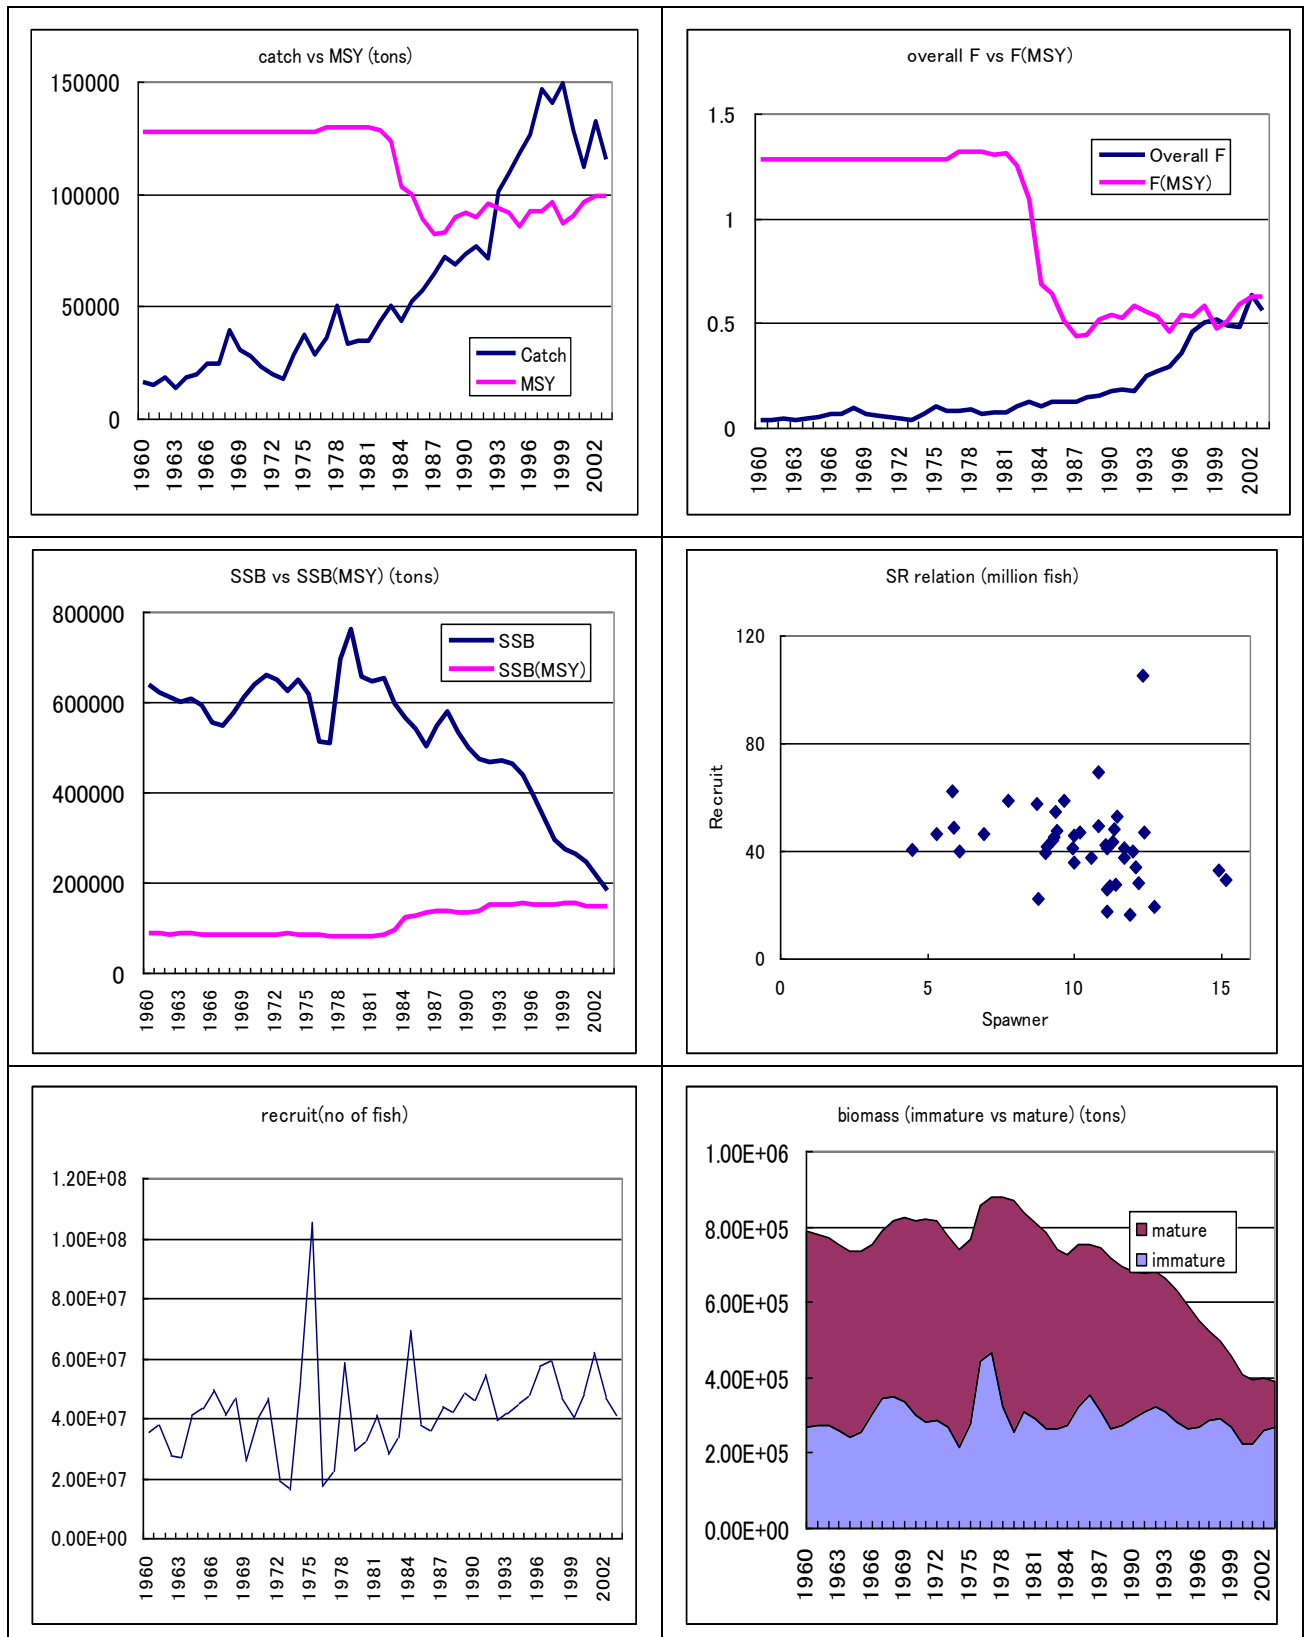 catch vs MSY (tons)
150000
100000
50000
0
Catch
MSY
1960 1963 1966 1969 1972 1975 1978 1981 1984 1987 1990 1993 1996 1999 2002
overall F vs F(MSY)
1.5
1
0.5
0
Overall F
F(MSY)
1960 1963 1966 1969 1972 1975 1978 1981 1984 1987 1990 1993 1996 1999 2002
SSB vs SSB(MSY) (tons)
800000
600000
400000
200000
0
SSB
SSB(MSY)
1960 1963 1966 1969 1972 1975 1978 1981 1984 1987 1990 1993 1996 1999 2002
SR relation (million fish)
120
80
40
0
Recruit
0 5 10 15
Spawner
recruit(no of fish)
1.20E+08
1.00E+08
8.00E+07
6.00E+07
4.00E+07
2.00E+07
0.00E+00
1960 1963 1966 1969 1972 1975 1978 1981 1984 1987 1990 1993 1996 1999 2002
biomass (immature vs mature) (tons)
1.00E+06
8.00E+05
6.00E+05
4.00E+05
2.00E+05
0.00E+00
mature
immature
1960 1963 1966 1969 1972 1975 1978 1981 1984 1987 1990 1993 1996 1999 2002